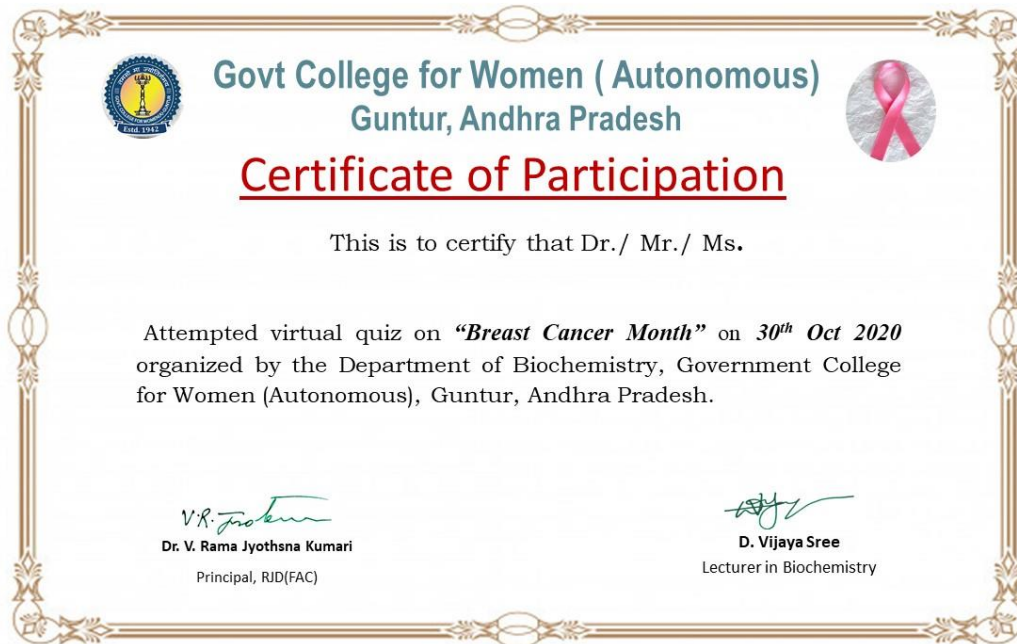 Govt College for Women ( Autonomous)
Guntur, Andhra Pradesh
Certificate of Participation
This is to certify that Dr./ Mr./ Ms.
Attempted virtual quiz on “Breast Cancer Month” on 30th Oct 2020
organized by the Department of Biochemistry, Government College
for Women (Autonomous), Guntur, Andhra Pradesh.
V.R.
Dr. V. Rama Jyothsna Kumari
Principal, RJD(FAC)
D. Vijaya Sree
Lecturer in Biochemistry
Estd. 1942